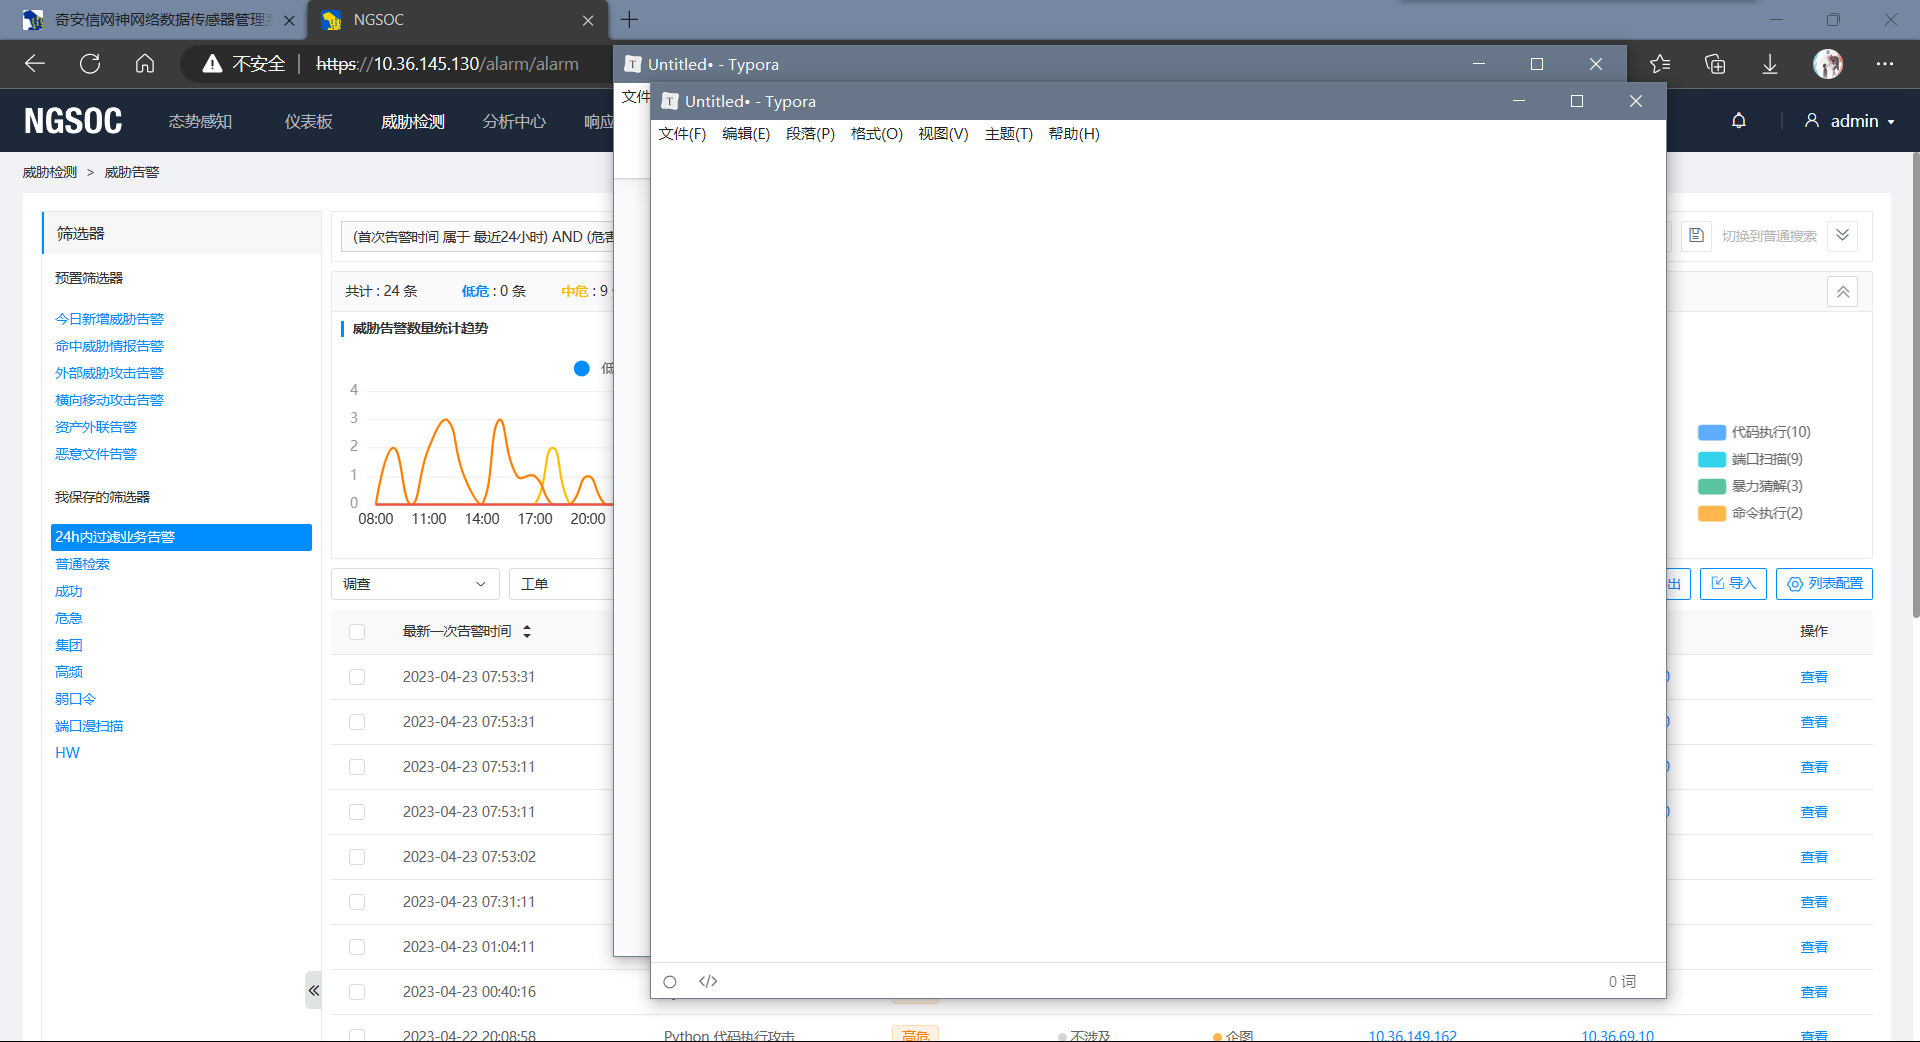 奇安信网神网络数据传感器管理
NGSOC
不安全
https://10.36.145.130/alarm/alarm
Untitled• - Typora
文件
Untitled• - Typora
文件(F) 编辑(E) 段落(P) 格式(O) 视图(V) 主题(T) 帮助(H)
NGSOC
态势感知 仪表板 威胁检测 分析中心 响应
admin
威胁检测 > 威胁告警
筛选器
预置筛选器
今日新增威胁告警
命中威胁情报告警
外部威胁攻击告警
横向移动攻击告警
资产外联告警
恶意文件告警
我保存的筛选器
24h内过滤业务告警
普通检索
成功
危急
集团
高频
弱口令
端口漫扫描
HW
(首次告警时间 属于 最近24小时) AND (危害
切换到普通搜索
共计 : 24 条 低危 : 0 条 中危 : 9
威胁告警数量统计趋势
低
4
3
2
1
0
08:00 11:00 14:00 17:00 20:00
代码执行(10)
端口扫描(9)
暴力猜解(3)
命令执行(2)
调查 工单
出 导入 列表配置
最新一次告警时间 操作
2023-04-23 07:53:31 查看
2023-04-23 07:53:31 查看
2023-04-23 07:53:11 查看
2023-04-23 07:53:11 查看
2023-04-23 07:53:02 查看
2023-04-23 07:31:11 查看
2023-04-23 01:04:11 查看
2023-04-23 00:40:16 查看
2023-04-22 20:08:58 Python 代码执行攻击 高危 不涉及 企图 10.36.149.162 10.36.69.10 查看
0 词